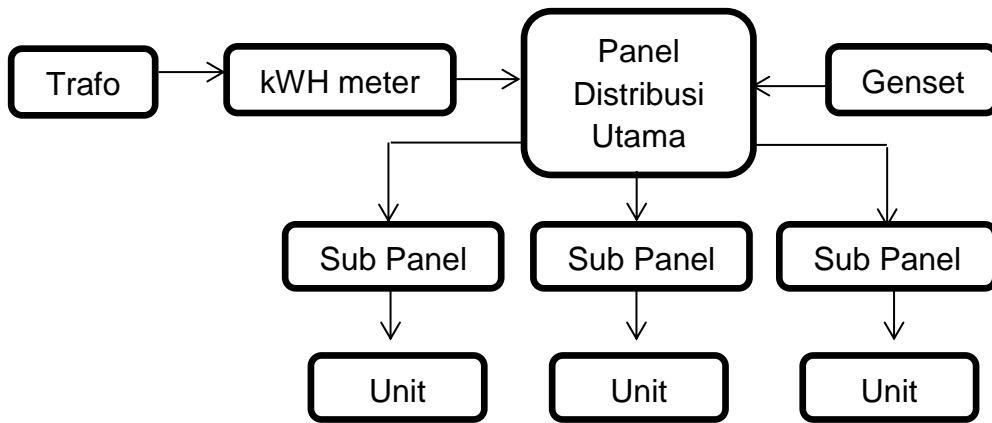 Trafo
kWH meter
Panel
Distribusi
Utama
Genset
Sub Panel
Sub Panel
Sub Panel
Unit
Unit
Unit